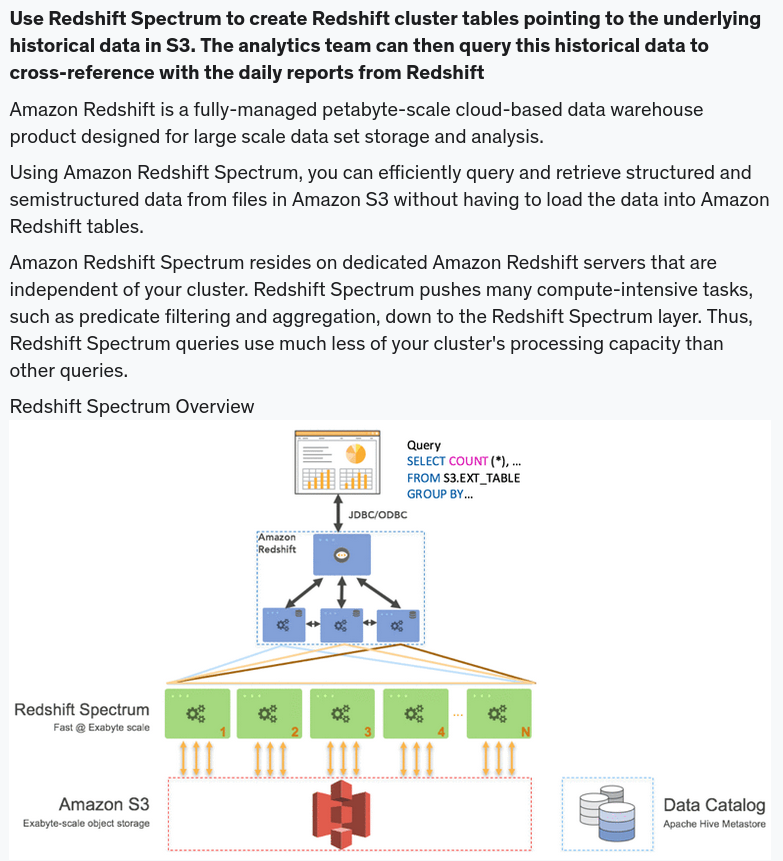 Use Redshift Spectrum to create Redshift cluster tables pointing to the underlying
historical data in S3. The analytics team can then query this historical data to
cross-reference with the daily reports from Redshift
Amazon Redshift is a fully-managed petabyte-scale cloud-based data warehouse
product designed for large scale data set storage and analysis.
Using Amazon Redshift Spectrum, you can efficiently query and retrieve structured and
semistructured data from files in Amazon S3 without having to load the data into Amazon
Redshift tables.
Amazon Redshift Spectrum resides on dedicated Amazon Redshift servers that are
independent of your cluster. Redshift Spectrum pushes many compute-intensive tasks,
such as predicate filtering and aggregation, down to the Redshift Spectrum layer. Thus,
Redshift Spectrum queries use much less of your cluster's processing capacity than
other queries.
Redshift Spectrum Overview
Query
SELECT COUNT (*), ...
FROM S3.EXT_TABLE
GROUP BY...
JDBC/ODBC
Amazon
Redshift
Redshift Spectrum
Fast @ Exabyte scale
1
2
3
4
...
N
Amazon S3
Exabyte-scale object storage
Data Catalog
Apache Hive Metastore